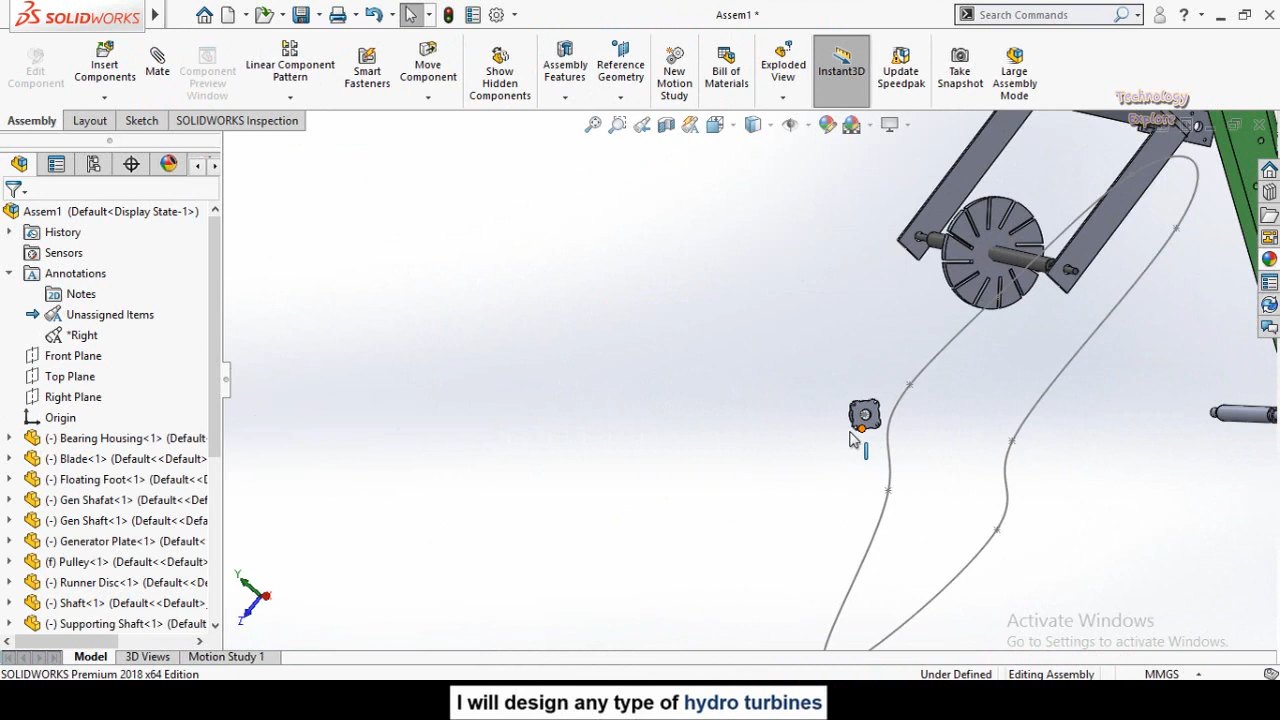 SOLIDWORKS
Assem1 *
Search Commands
?
Edit Component
Insert Components
Mate
Component Preview Window
Linear Component Pattern
Smart Fasteners
Move Component
Show Hidden Components
Assembly Features
Reference Geometry
New Motion Study
Bill of Materials
Exploded View
Instant3D
Update Speedpak
Take Snapshot
Large Assembly Mode
Technology
Explore
Assembly
Layout
Sketch
SOLIDWORKS Inspection
Assem1 (Default<Display State-1>)
History
Sensors
Annotations
Notes
Unassigned Items
*Right
Front Plane
Top Plane
Right Plane
Origin
(-) Bearing Housing<1> (Default
(-) Blade<1> (Default<<Default
(-) Floating Foot<1> (Default
(-) Gen Shafat<1> (Default<<D
(-) Gen Shaft<1> (Default<<Defa
(-) Generator Plate<1> (Default
(f) Pulley<1> (Default<<Default
(-) Runner Disc<1> (Default<<D
(-) Shaft<1> (Default<<Default>
(-) Supporting Shaft<1> (Default
Y
Z
Activate Windows
Go to Settings to activate Windows.
Model
3D Views
Motion Study 1
SOLIDWORKS Premium 2018 x64 Edition
Under Defined
Editing Assembly
MMGS
I will design any type of hydro turbines